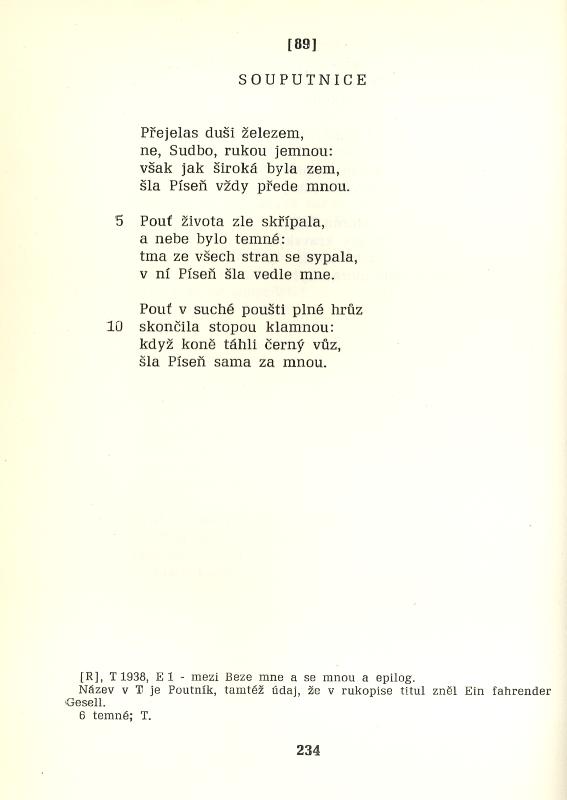 [89]
SOUPUTNICE
Přejelas duši železem,
ne, Sudbo, rukou jemnou:
však jak široká byla zem,
šla Píseň vždy přede mnou.
5 Pouť života zle skřípala,
a nebe bylo temné:
tma ze všech stran se sypala,
v ní Píseň šla vedle mne.
Pouť v suché poušti plné hrůz
10 skončila stopou klamnou:
když koně táhli černý vůz,
šla Píseň sama za mnou.
[R], T 1938, E 1 - mezi Beze mne a se mnou a epilog.
Název v T je Poutník, tamtéž údaj, že v rukopise titul zněl Ein fahrender
Gesell.
6 temné; T.
234